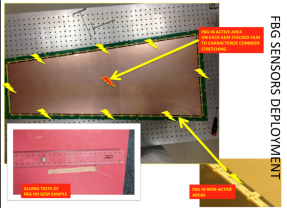 FBG SENSORS DEPLOYMENT
FBG IN ACTIVE AREA
ON EACH GEM STACKED FILM
TO CHARACTERIZE COMMON
STRETCHING
GLUING TESTS OF
FBG ON GEM SAMPLE
FBG IN NON-ACTIVE
AREAS